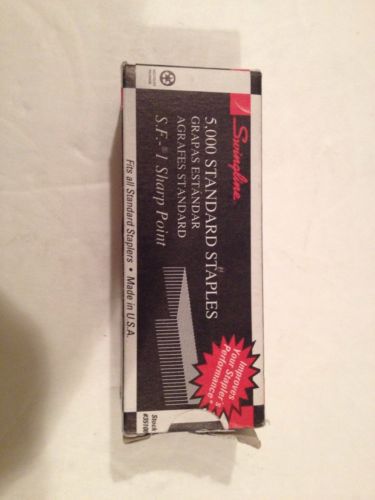 Swingline
5,000 STANDARD STAPLES
GRAPAS ESTÁNDAR
AGRAFES STANDARD
S.F.® 1 Sharp Point
Improves
Your Stapler's
Performance*
Fits all Standard Staplers • Made in U.S.A.
Stock